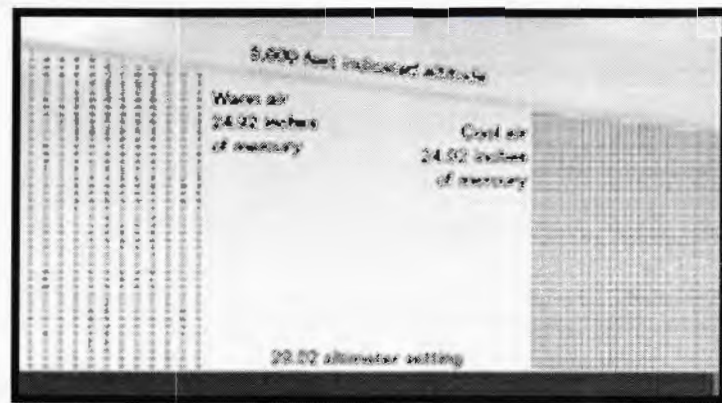 5,000 feet indicated altitude
Warm air
24.92 inches
of mercury
Cool air
24.92 inches
of mercury
29.92 altimeter setting